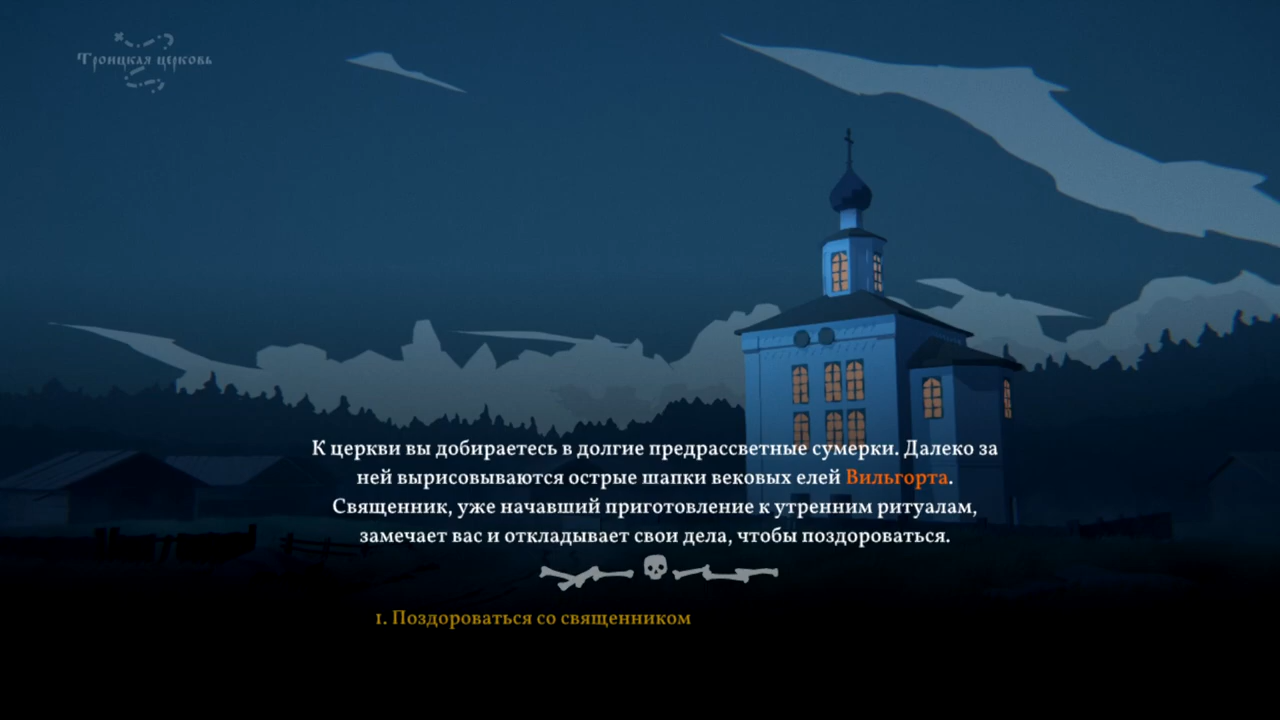 Троицкая церковь
К церкви вы добираетесь в долгие предрассветные сумерки. Далеко за
ней вырисовываются острые шапки вековых елей Вильгорта.
Священник, уже начавший приготовление к утренним ритуалам,
замечает вас и откладывает свои дела, чтобы поздороваться.
1. Поздороваться со священником